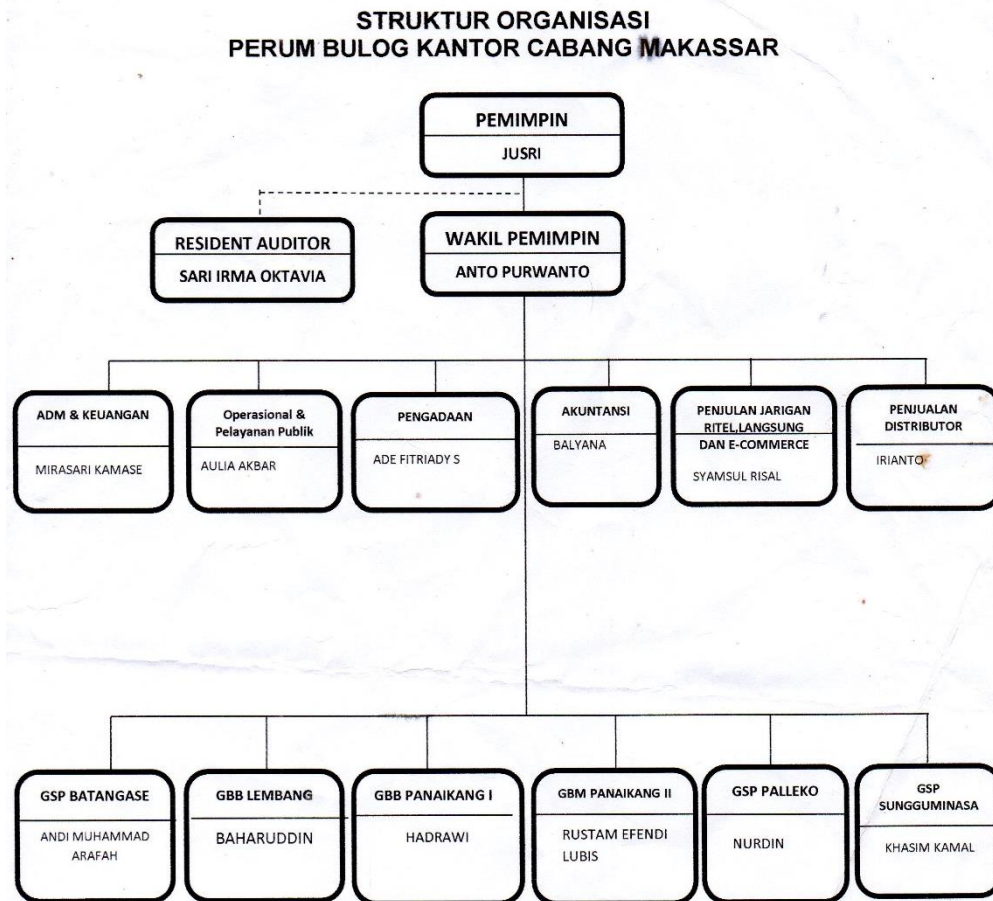 STRUKTUR ORGANISASI
PERUM BULOG KANTOR CABANG MAKASSAR
PEMIMPIN
JUSRI
RESIDENT AUDITOR
SARI IRMA OKTAVIA
WAKIL PEMIMPIN
ANTO PURWANTO
ADM & KEUANGAN
MIRASARI KAMASE
Operasional &
Pelayanan Publik
AULIA AKBAR
PENGADAAN
ADE FITRIADY S
AKUNTANSI
BALYANA
PENJULAN JARIGAN
RITEL,LANGSUNG
DAN E-COMMERCE
SYAMSUL RISAL
PENJUALAN
DISTRIBUTOR
IRIANTO
GSP BATANGASE
ANDI MUHAMMAD
ARAFAH
GBB LEMBANG
BAHARUDDIN
GBB PANAIKANG I
HADRAWI
GBM PANAIKANG II
RUSTAM EFENDI
LUBIS
GSP PALLEKO
NURDIN
GSP
SUNGGUMINASA
KHASIM KAMAL